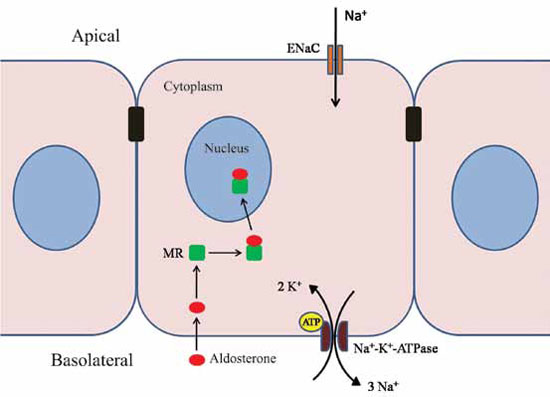 Na⁺
Apical
ENaC
Cytoplasm
Nucleus
MR
2 K⁺
ATP
Na⁺-K⁺-ATPase
Aldosterone
Basolateral
3 Na⁺